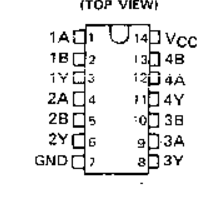 (TOP VIEW)
1A 1 14 VCC
1B 2 13 4B
1Y 3 12 4A
2A 4 11 4Y
2B 5 10 3B
2Y 6 9 3A
GND 7 8 3Y